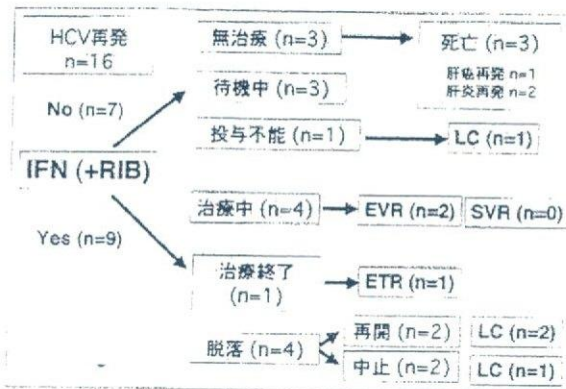 HCV再発
n=16
無治療 (n=3)
死亡 (n=3)
肝癌再発 n=1
肝炎再発 n=2
待機中 (n=3)
No (n=7)
投与不能 (n=1)
LC (n=1)
IFN (+RIB)
治療中 (n=4)
EVR (n=2)
SVR (n=0)
Yes (n=9)
治療終了
(n=1)
ETR (n=1)
脱落 (n=4)
再開 (n=2)
LC (n=2)
中止 (n=2)
LC (n=1)